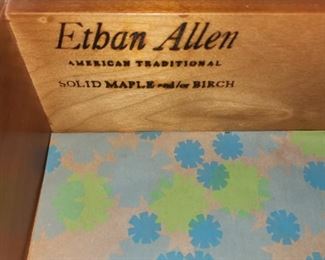 Ethan Allen
AMERICAN TRADITIONAL
SOLID MAPLE and/or BIRCH